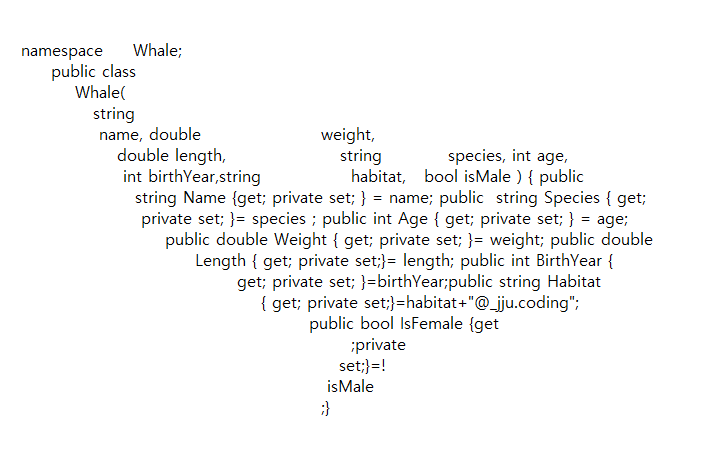 namespace Whale;
public class
Whale(
string
name, double weight,
double length, string species, int age,
int birthYear,string habitat, bool isMale ) { public
string Name {get; private set; } = name; public string Species { get;
private set; }= species ; public int Age { get; private set; } = age;
public double Weight { get; private set; }= weight; public double
Length { get; private set;}= length; public int BirthYear {
get; private set; }=birthYear;public string Habitat
{ get; private set;}=habitat+"@_jju.coding";
public bool IsFemale {get
;private
set;}=!
isMale
;}